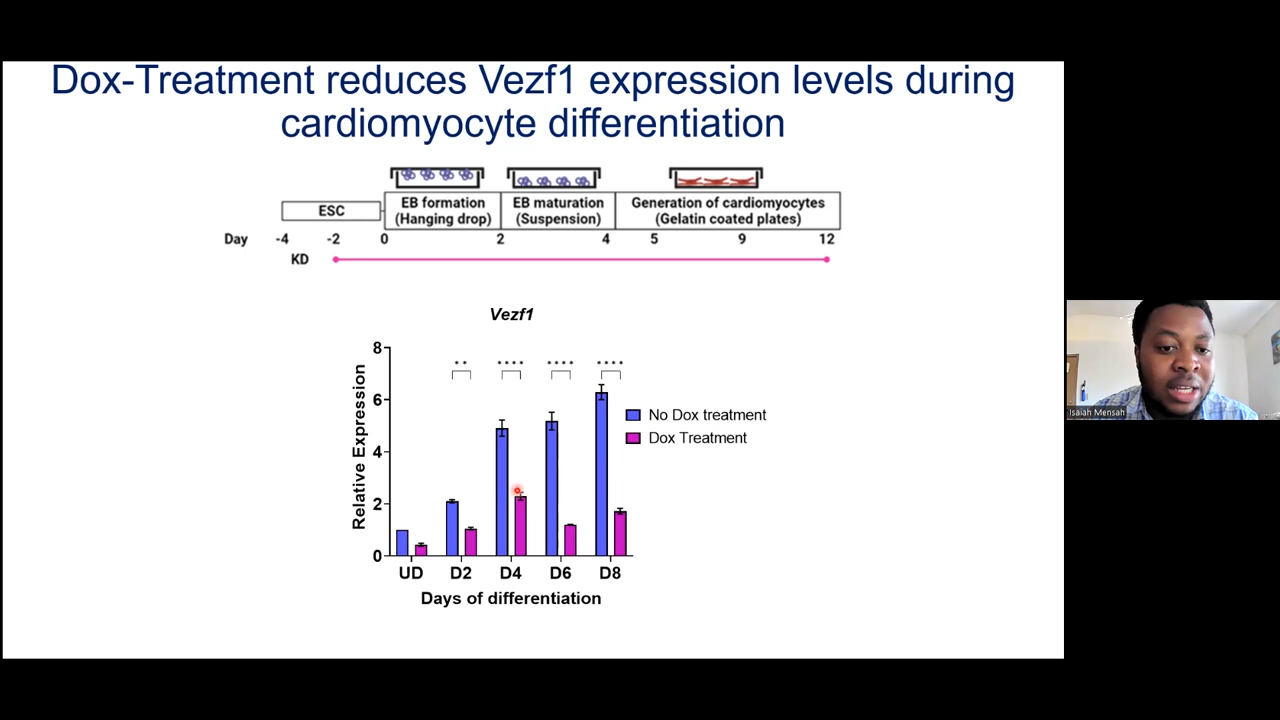 Dox-Treatment reduces Vezf1 expression levels during
cardiomyocyte differentiation
ESC
EB formation
(Hanging drop)
EB maturation
(Suspension)
Generation of cardiomyocytes
(Gelatin coated plates)
Day -4 -2 0 2 4 5 9 12
KD
Vezf1
** **** **** ****
8
6
4
2
0
Relative Expression
No Dox treatment
Dox Treatment
UD D2 D4 D6 D8
Days of differentiation
Isaiah Mensah